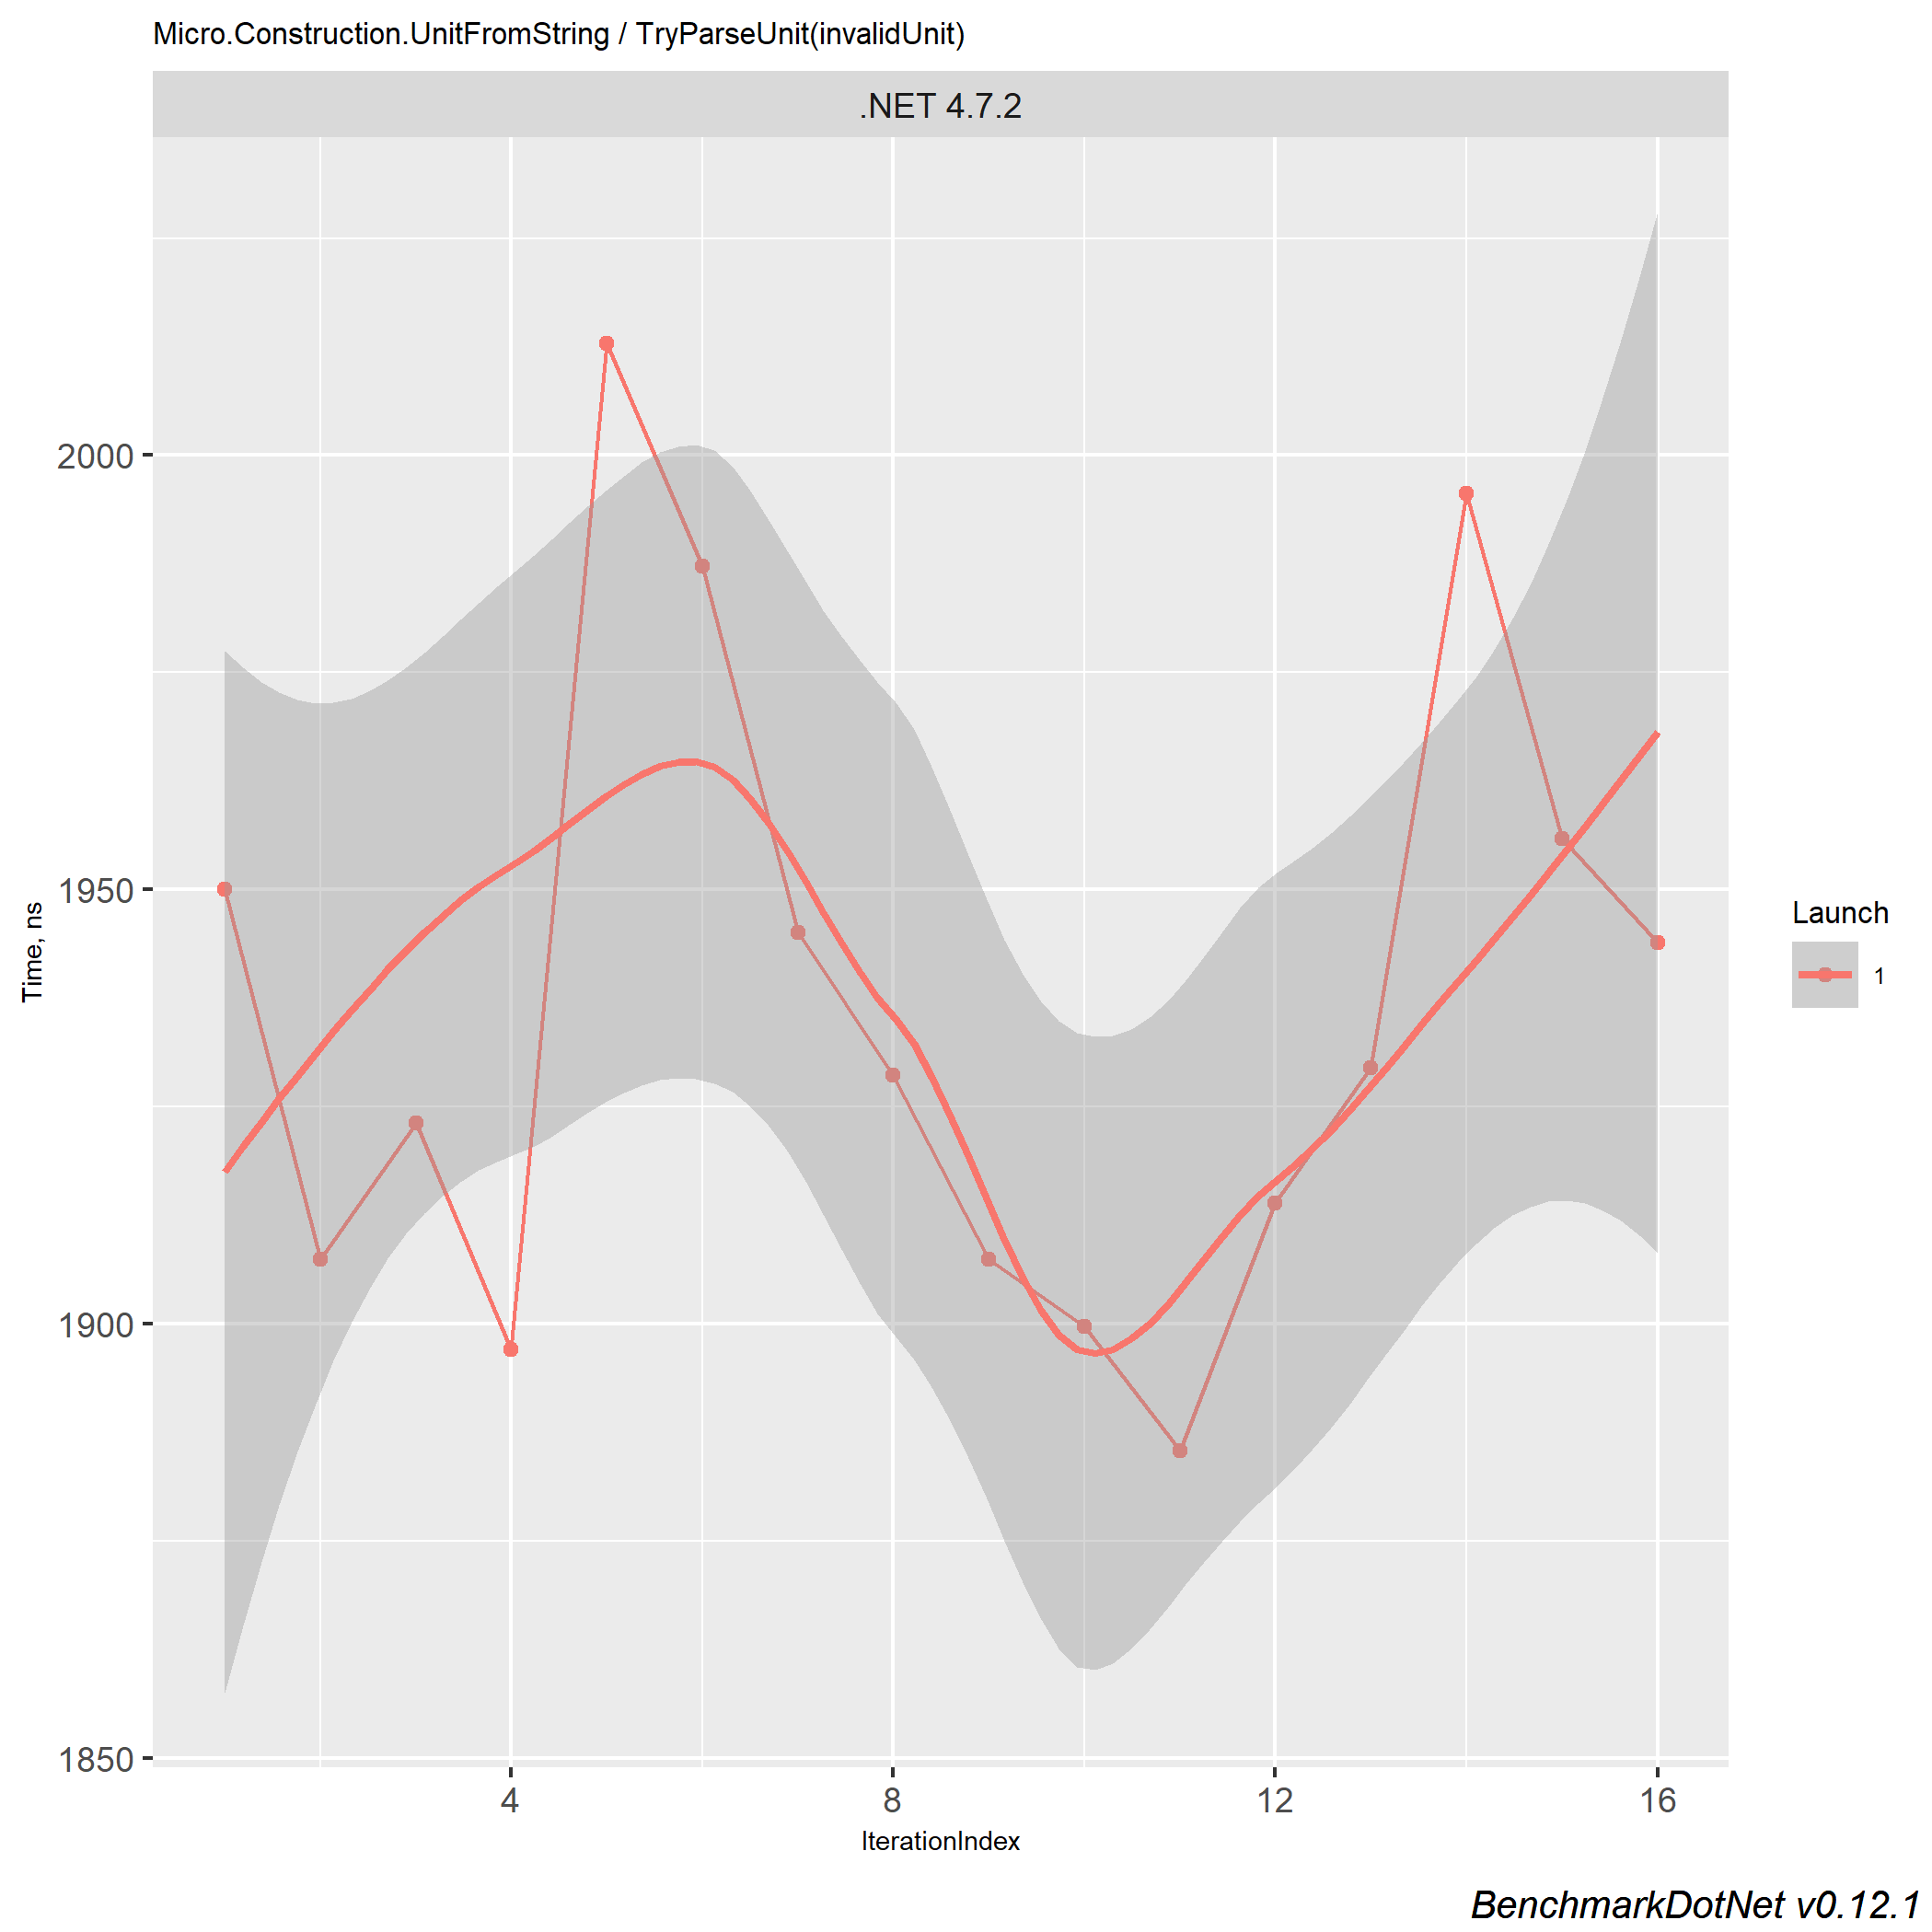 Micro.Construction.UnitFromString / TryParseUnit(invalidUnit)
.NET 4.7.2
2000
1950
1900
1850
Time, ns
4 8 12 16
IterationIndex
Launch
1
BenchmarkDotNet v0.12.1